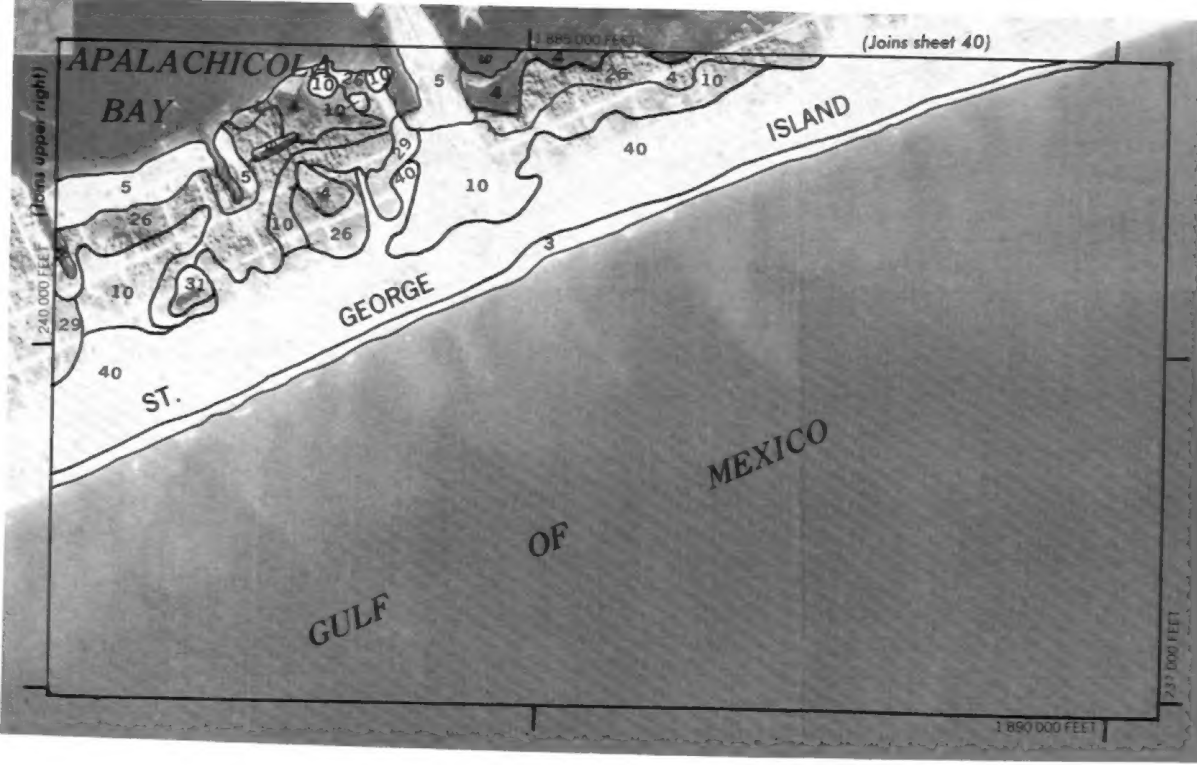 1 885 000 FEET
(Joins sheet 40)
(Joins upper right)
APALACHICOLA
BAY
10
26
10
5
4
26
4
10
4
10
ISLAND
29
40
5
5
40
10
4
26
10
26
3
10
31
GEORGE
240 000 FEET
29
40
ST.
MEXICO
OF
GULF
237 000 FEET
1 890 000 FEET